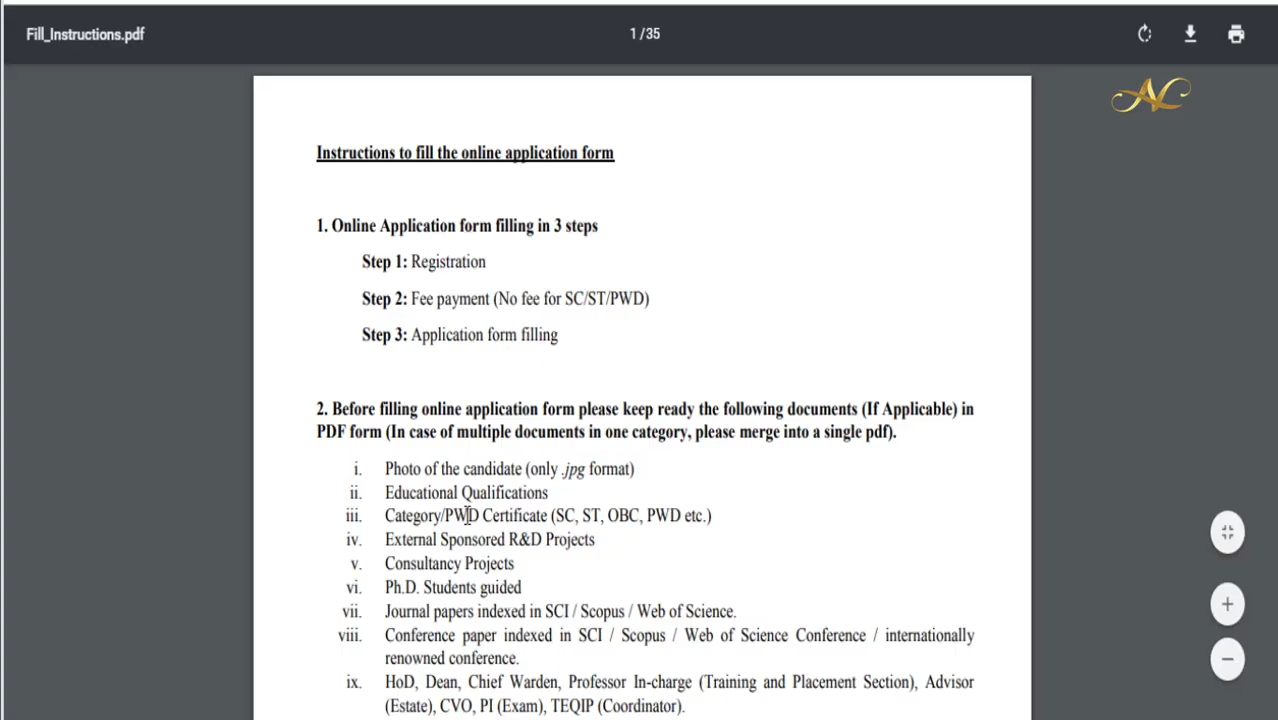 Fill_Instructions.pdf
1 / 35
AC
Instructions to fill the online application form
1. Online Application form filling in 3 steps
Step 1: Registration
Step 2: Fee payment (No fee for SC/ST/PWD)
Step 3: Application form filling
2. Before filling online application form please keep ready the following documents (If Applicable) in
PDF form (In case of multiple documents in one category, please merge into a single pdf).
i. Photo of the candidate (only .jpg format)
ii. Educational Qualifications
iii. Category/PWD Certificate (SC, ST, OBC, PWD etc.)
iv. External Sponsored R&D Projects
v. Consultancy Projects
vi. Ph.D. Students guided
vii. Journal papers indexed in SCI / Scopus / Web of Science.
viii. Conference paper indexed in SCI / Scopus / Web of Science Conference / internationally
renowned conference.
ix. HoD, Dean, Chief Warden, Professor In-charge (Training and Placement Section), Advisor
(Estate), CVO, PI (Exam), TEQIP (Coordinator).